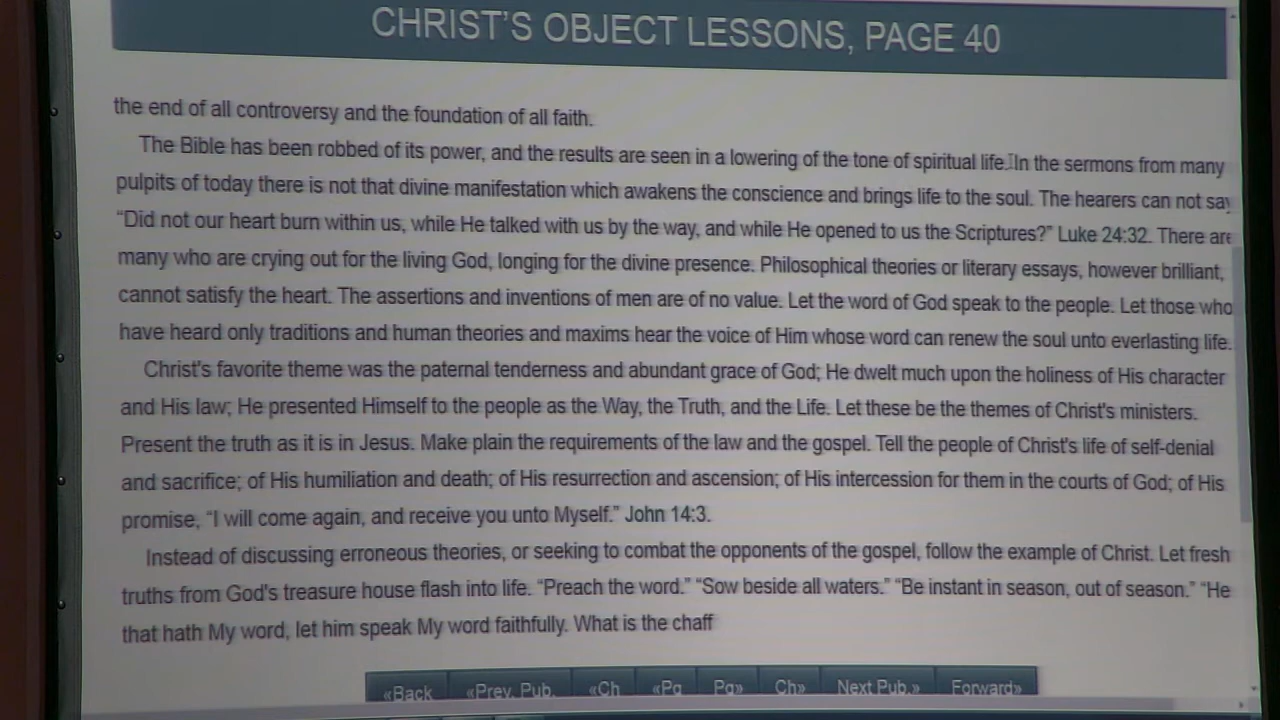 CHRIST'S OBJECT LESSONS, PAGE 40
the end of all controversy and the foundation of all faith.
The Bible has been robbed of its power, and the results are seen in a lowering of the tone of spiritual life. In the sermons from many
pulpits of today there is not that divine manifestation which awakens the conscience and brings life to the soul. The hearers can not say
“Did not our heart burn within us, while He talked with us by the way, and while He opened to us the Scriptures?” Luke 24:32. There are
many who are crying out for the living God, longing for the divine presence. Philosophical theories or literary essays, however brilliant,
cannot satisfy the heart. The assertions and inventions of men are of no value. Let the word of God speak to the people. Let those who
have heard only traditions and human theories and maxims hear the voice of Him whose word can renew the soul unto everlasting life.
Christ's favorite theme was the paternal tenderness and abundant grace of God; He dwelt much upon the holiness of His character
and His law; He presented Himself to the people as the Way, the Truth, and the Life. Let these be the themes of Christ's ministers.
Present the truth as it is in Jesus. Make plain the requirements of the law and the gospel. Tell the people of Christ's life of self-denial
and sacrifice; of His humiliation and death; of His resurrection and ascension; of His intercession for them in the courts of God; of His
promise, “I will come again, and receive you unto Myself.” John 14:3.
Instead of discussing erroneous theories, or seeking to combat the opponents of the gospel, follow the example of Christ. Let fresh
truths from God's treasure house flash into life. “Preach the word.” “Sow beside all waters.” “Be instant in season, out of season.” “He
that hath My word, let him speak My word faithfully. What is the chaff
«Back «Prev. Pub. «Ch «Pg Pg» Ch» Next Pub.» Forward»